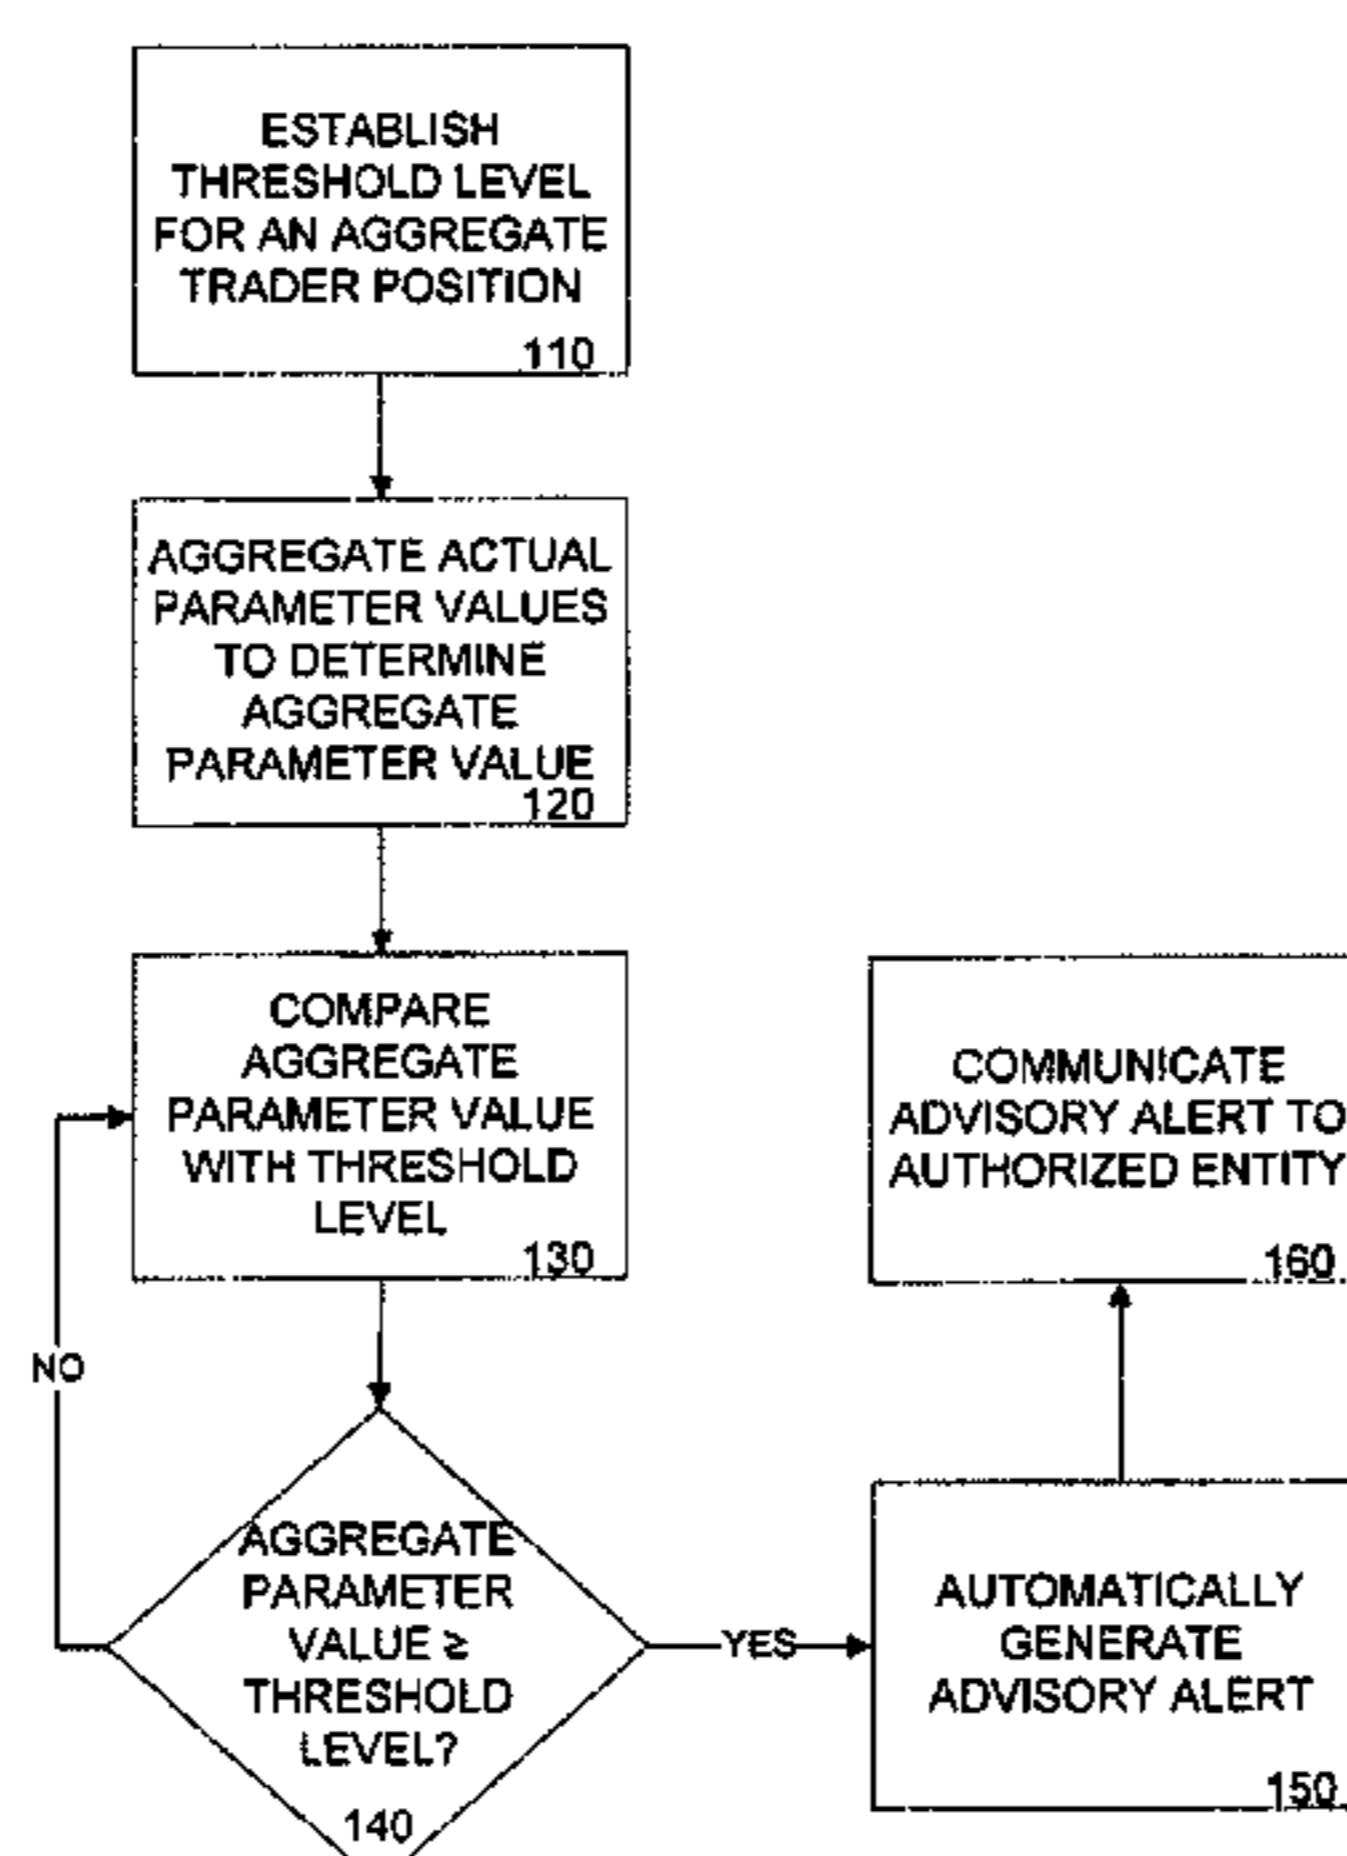 ESTABLISH
THRESHOLD LEVEL
FOR AN AGGREGATE
TRADER POSITION
110
AGGREGATE ACTUAL
PARAMETER VALUES
TO DETERMINE
AGGREGATE
PARAMETER VALUE
120
COMPARE
AGGREGATE
PARAMETER VALUE
WITH THRESHOLD
LEVEL
130
NO
AGGREGATE
PARAMETER
VALUE ≥
THRESHOLD
LEVEL?
140
YES
AUTOMATICALLY
GENERATE
ADVISORY ALERT
150
COMMUNICATE
ADVISORY ALERT TO
AUTHORIZED ENTITY
160